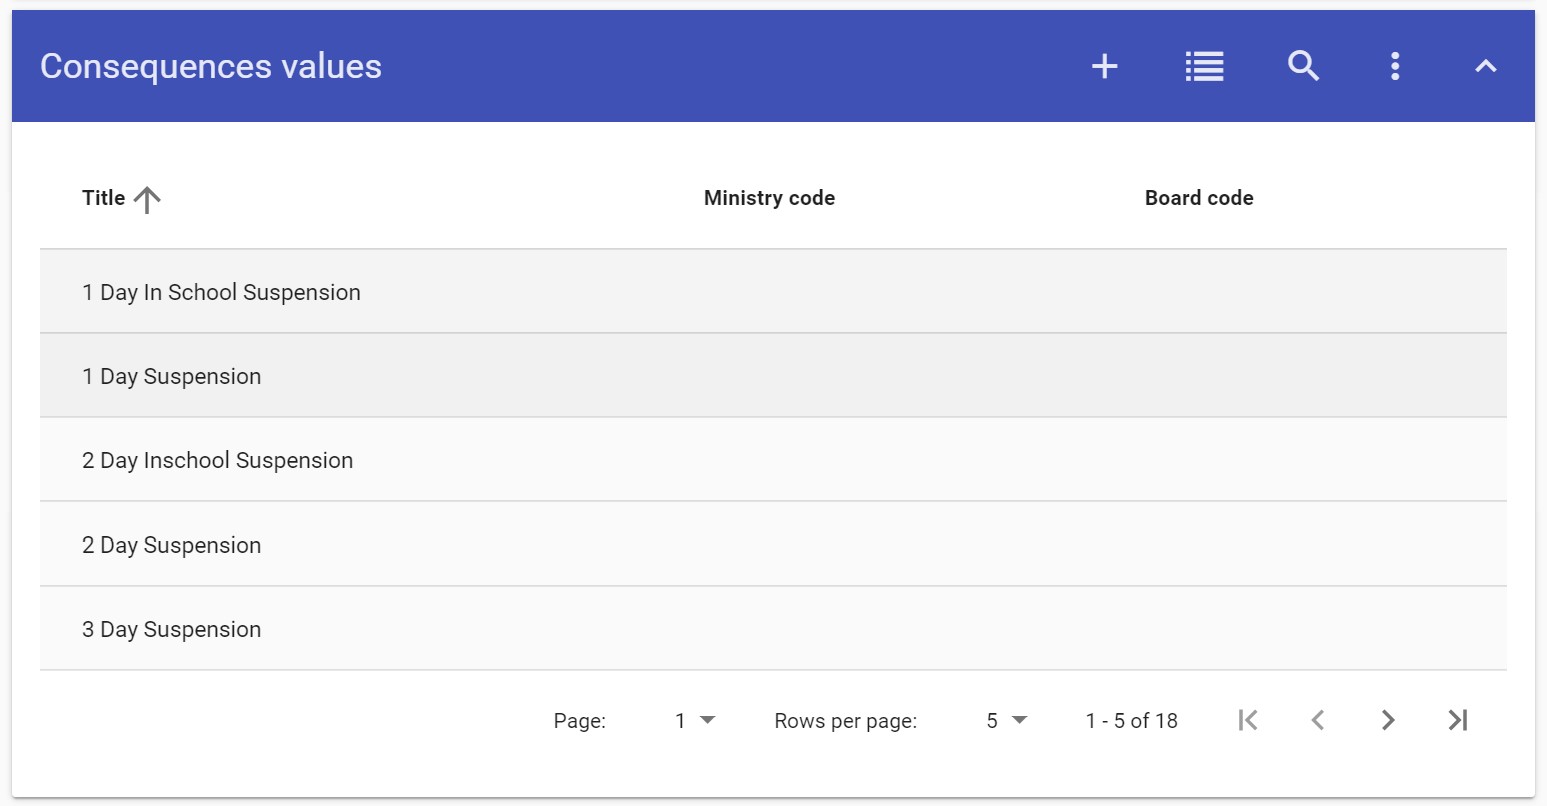 Consequences values
Title Ministry code Board code
1 Day In School Suspension
1 Day Suspension
2 Day Inschool Suspension
2 Day Suspension
3 Day Suspension
Page: 1 Rows per page: 5 1 - 5 of 18